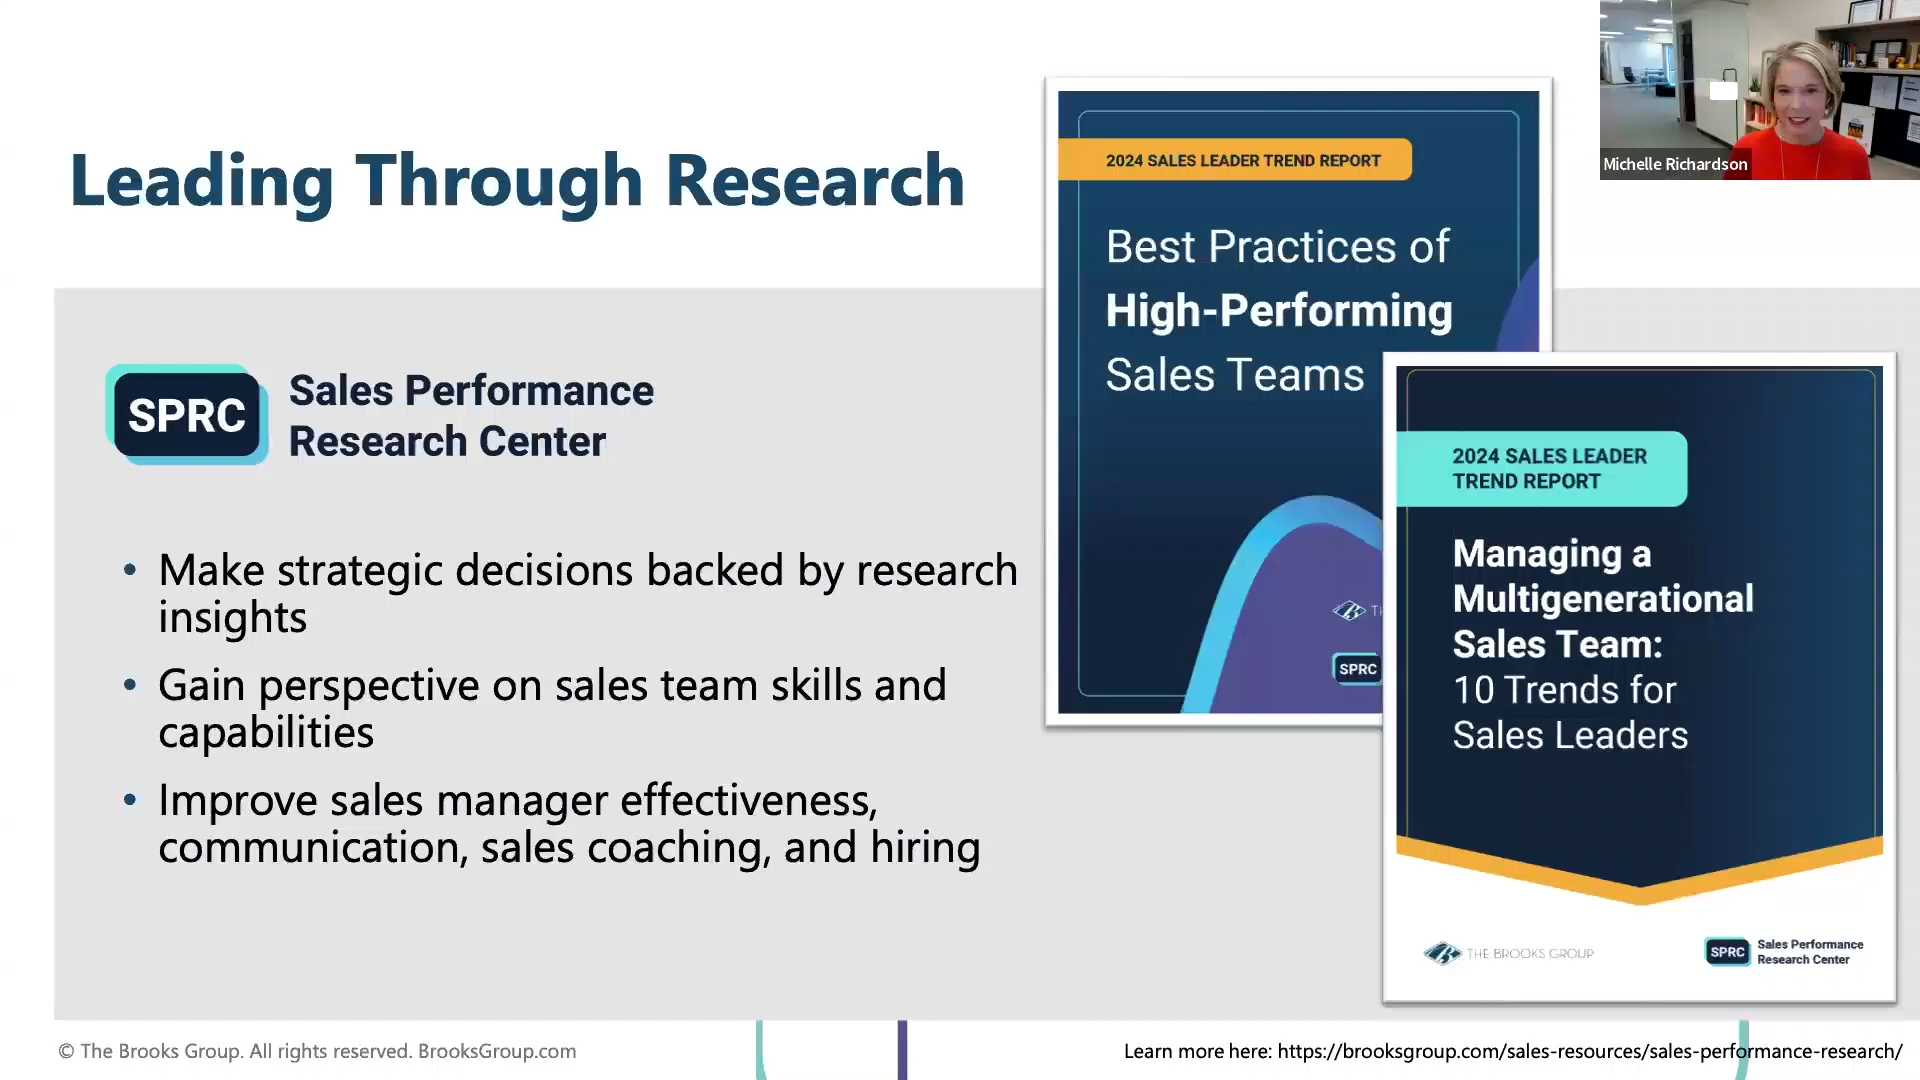 Michelle Richardson
Leading Through Research
SPRC
Sales Performance
Research Center
• Make strategic decisions backed by research
insights
• Gain perspective on sales team skills and
capabilities
• Improve sales manager effectiveness,
communication, sales coaching, and hiring
2024 SALES LEADER TREND REPORT
Best Practices of
High-Performing
Sales Teams
SPRC
2024 SALES LEADER
TREND REPORT
Managing a
Multigenerational
Sales Team:
10 Trends for
Sales Leaders
THE BROOKS GROUP
SPRC
Sales Performance
Research Center
© The Brooks Group. All rights reserved. BrooksGroup.com
Learn more here: https://brooksgroup.com/sales-resources/sales-performance-research/